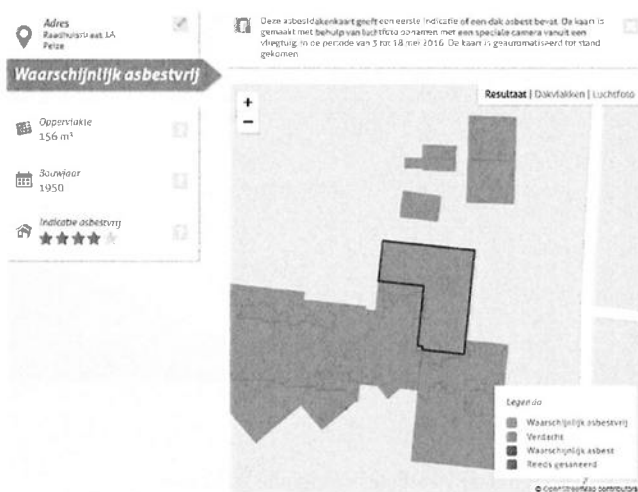 Adres
Raadhuisstraat 1A
Peize
Waarschijnlijk asbestvrij
Oppervlakte
156 m²
Bouwjaar
1950
Indicatie asbestvrij
Deze asbestdakenkaart geeft een eerste indicatie of een dak asbest bevat. De kaart is
gemaakt met behulp van luchtfoto opnamen met een speciale camera vanuit een
vliegtuig, in de periode van 3 tot 18 mei 2016. De kaart is geautomatiseerd tot stand
gekomen
+
−
Resultaat | Dakvlakken | Luchtfoto
Legenda
Waarschijnlijk asbestvrij
Verdacht
Waarschijnlijk asbest
Reeds gesaneerd
© OpenStreetMap contributors